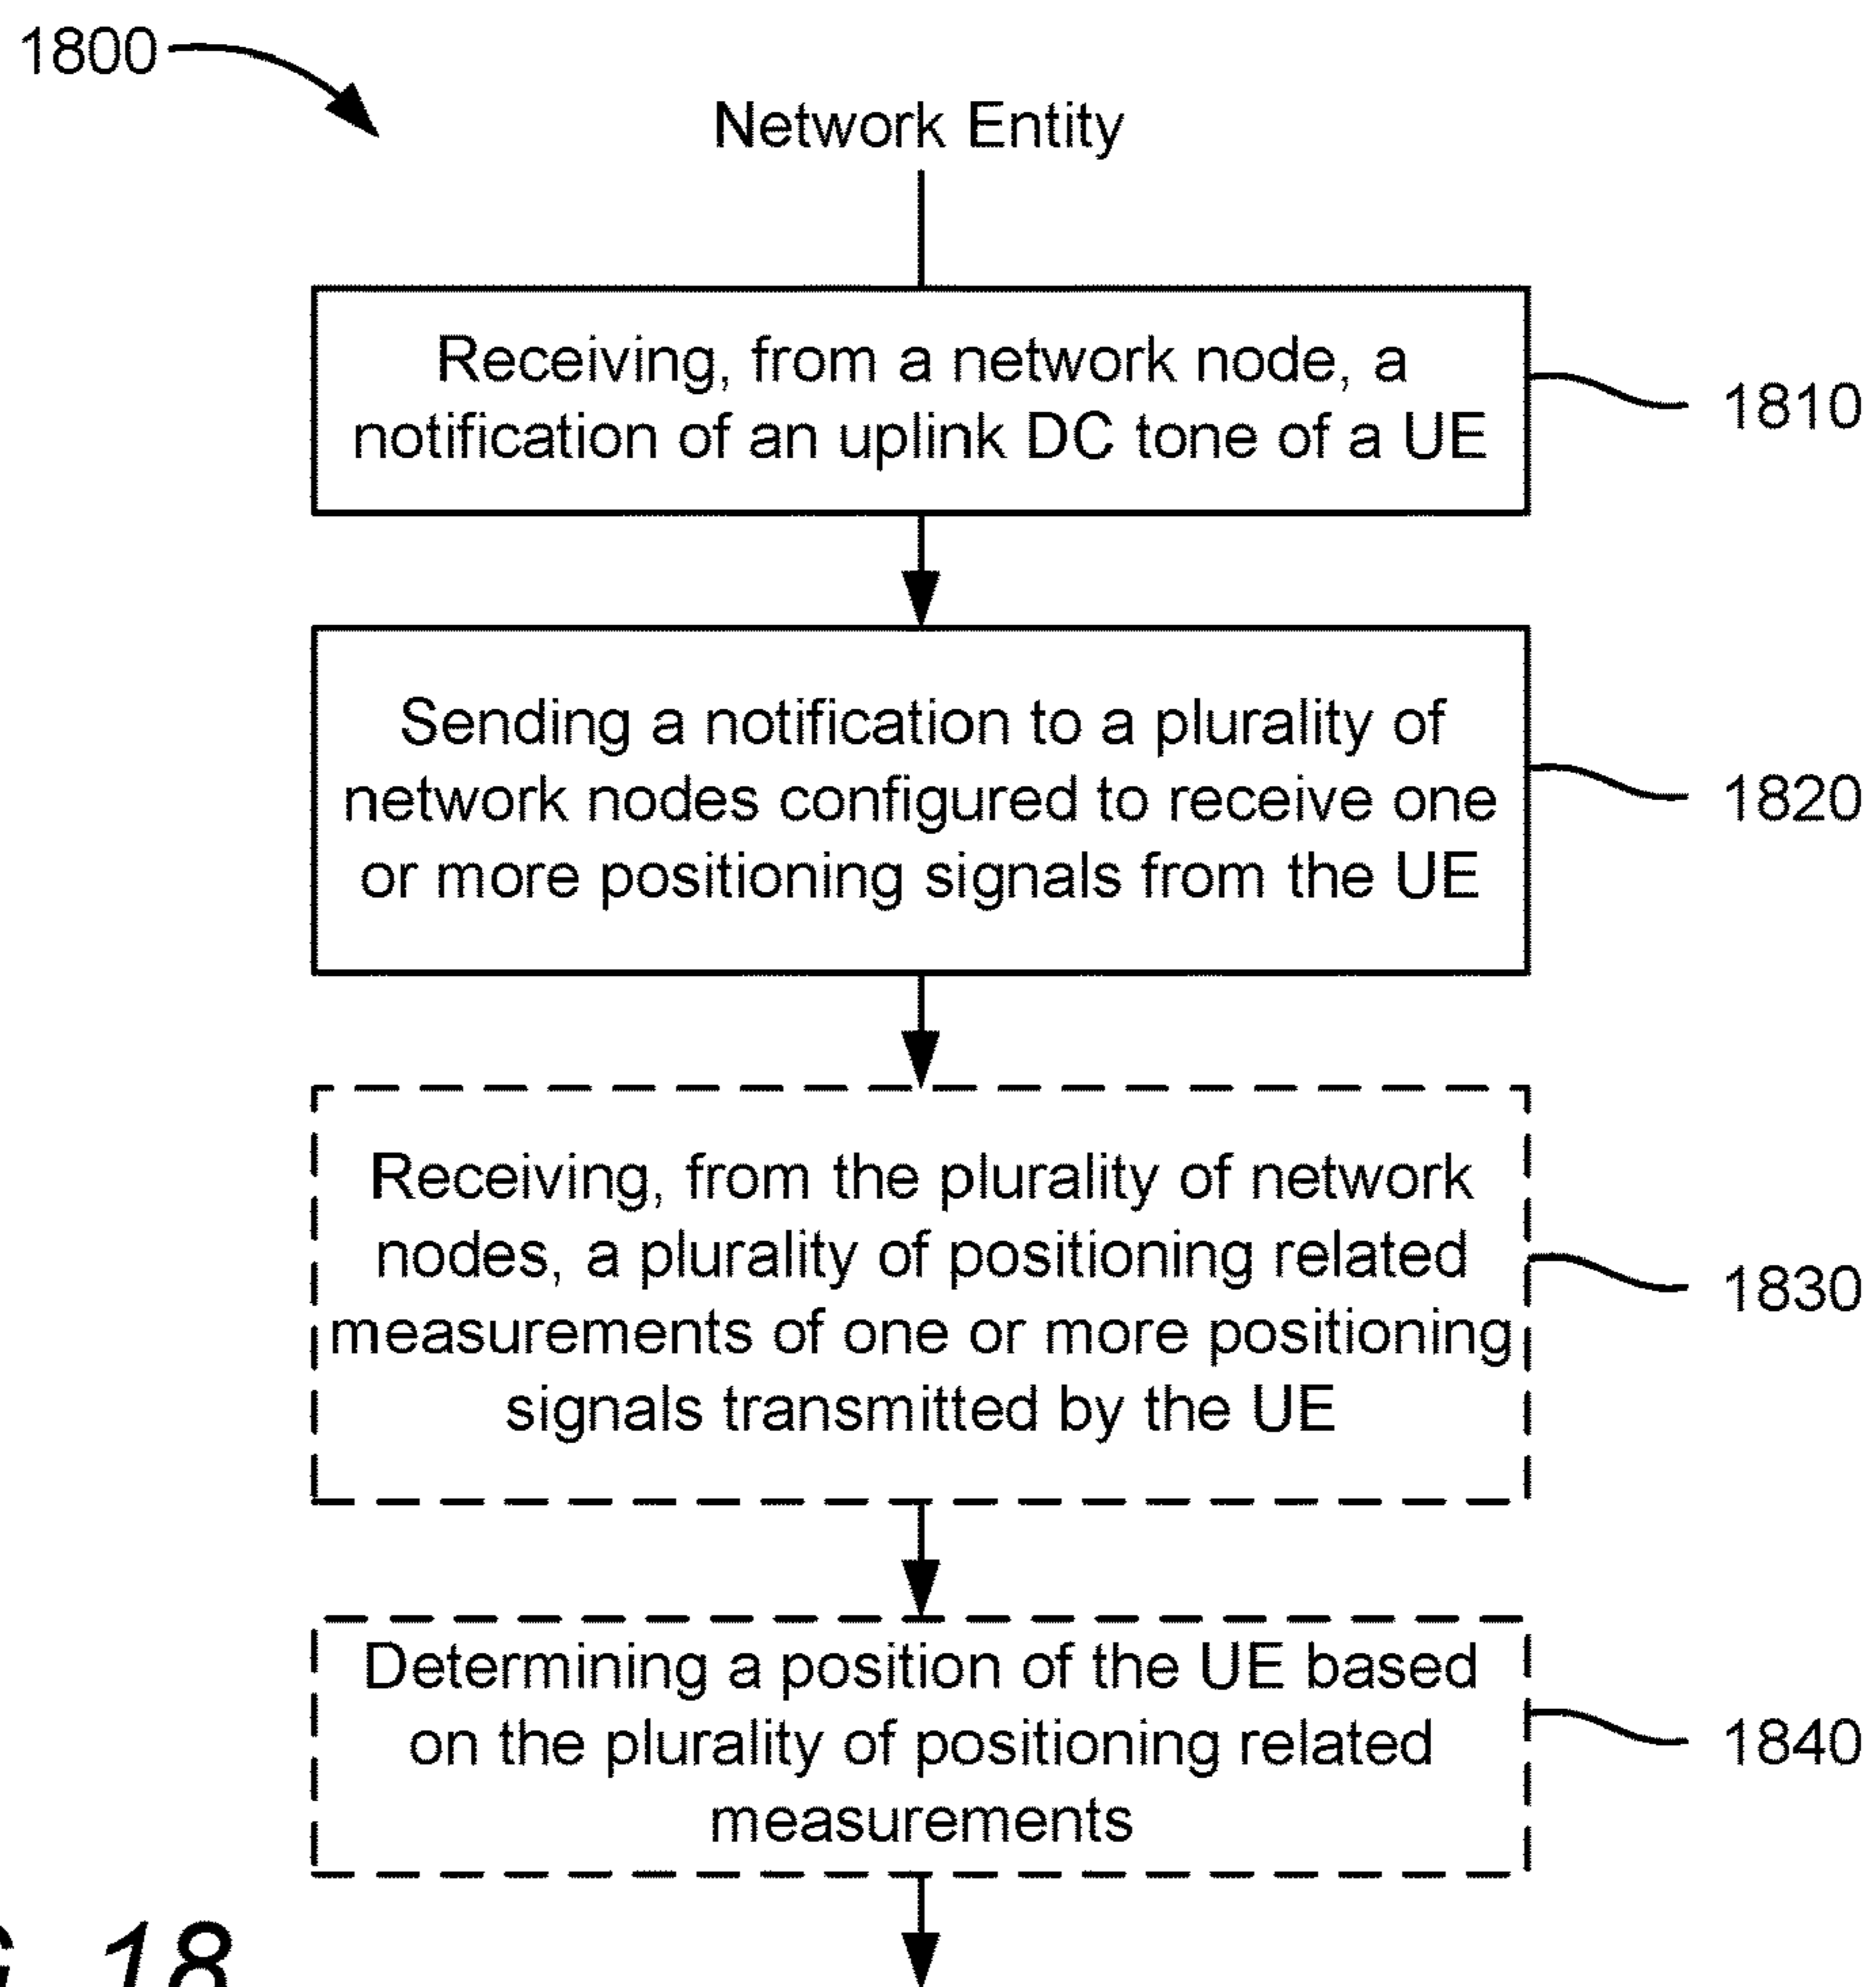 1800
Network Entity
Receiving, from a network node, a
notification of an uplink DC tone of a UE
1810
Sending a notification to a plurality of
network nodes configured to receive one
or more positioning signals from the UE
1820
Receiving, from the plurality of network
nodes, a plurality of positioning related
measurements of one or more positioning
signals transmitted by the UE
1830
Determining a position of the UE based
on the plurality of positioning related
measurements
1840
18